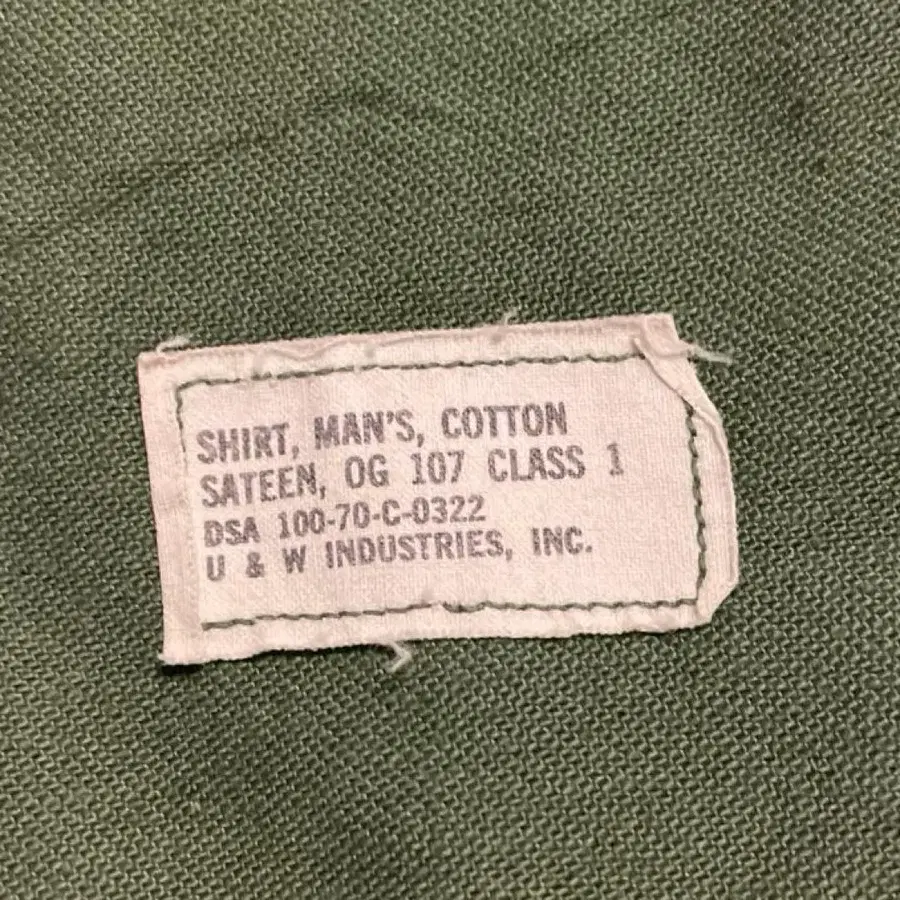 SHIRT, MAN'S, COTTON
SATEEN, OG 107 CLASS 1
DSA 100-70-C-0322
U & W INDUSTRIES, INC.